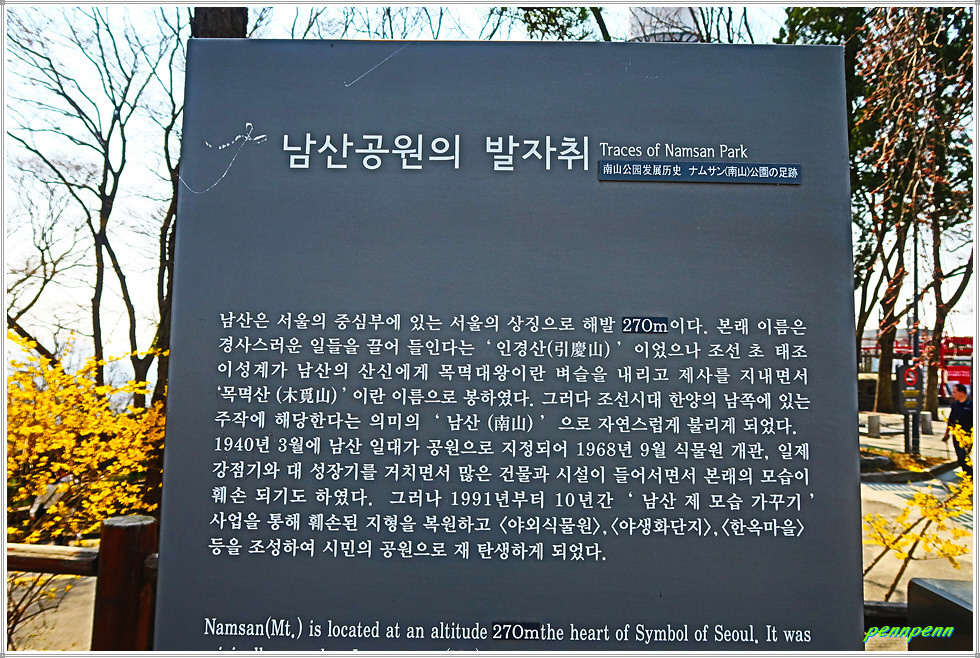 남산공원의 발자취 Traces of Namsan Park
南山公园发展历史 ナムサン(南山)公園の足跡
남산은 서울의 중심부에 있는 서울의 상징으로 해발 270m이다. 본래 이름은
경사스러운 일들을 끌어 들인다는 ‘인경산(引慶山)’이었으나 조선 초 태조
이성계가 남산의 산신에게 목멱대왕이란 벼슬을 내리고 제사를 지내면서
‘목멱산 (木覓山)’이란 이름으로 봉하였다. 그러다 조선시대 한양의 남쪽에 있는
주작에 해당한다는 의미의 ‘남산 (南山)’ 으로 자연스럽게 불리게 되었다.
1940년 3월에 남산 일대가 공원으로 지정되어 1968년 9월 식물원 개관, 일제
강점기와 대 성장기를 거치면서 많은 건물과 시설이 들어서면서 본래의 모습이
훼손 되기도 하였다. 그러나 1991년부터 10년간 ‘남산 제 모습 가꾸기’
사업을 통해 훼손된 지형을 복원하고 〈야외식물원〉,〈야생화단지〉,〈한옥마을〉
등을 조성하여 시민의 공원으로 재 탄생하게 되었다.
Namsan(Mt.) is located at an altitude 270mthe heart of Symbol of Seoul, It was
pennpenn